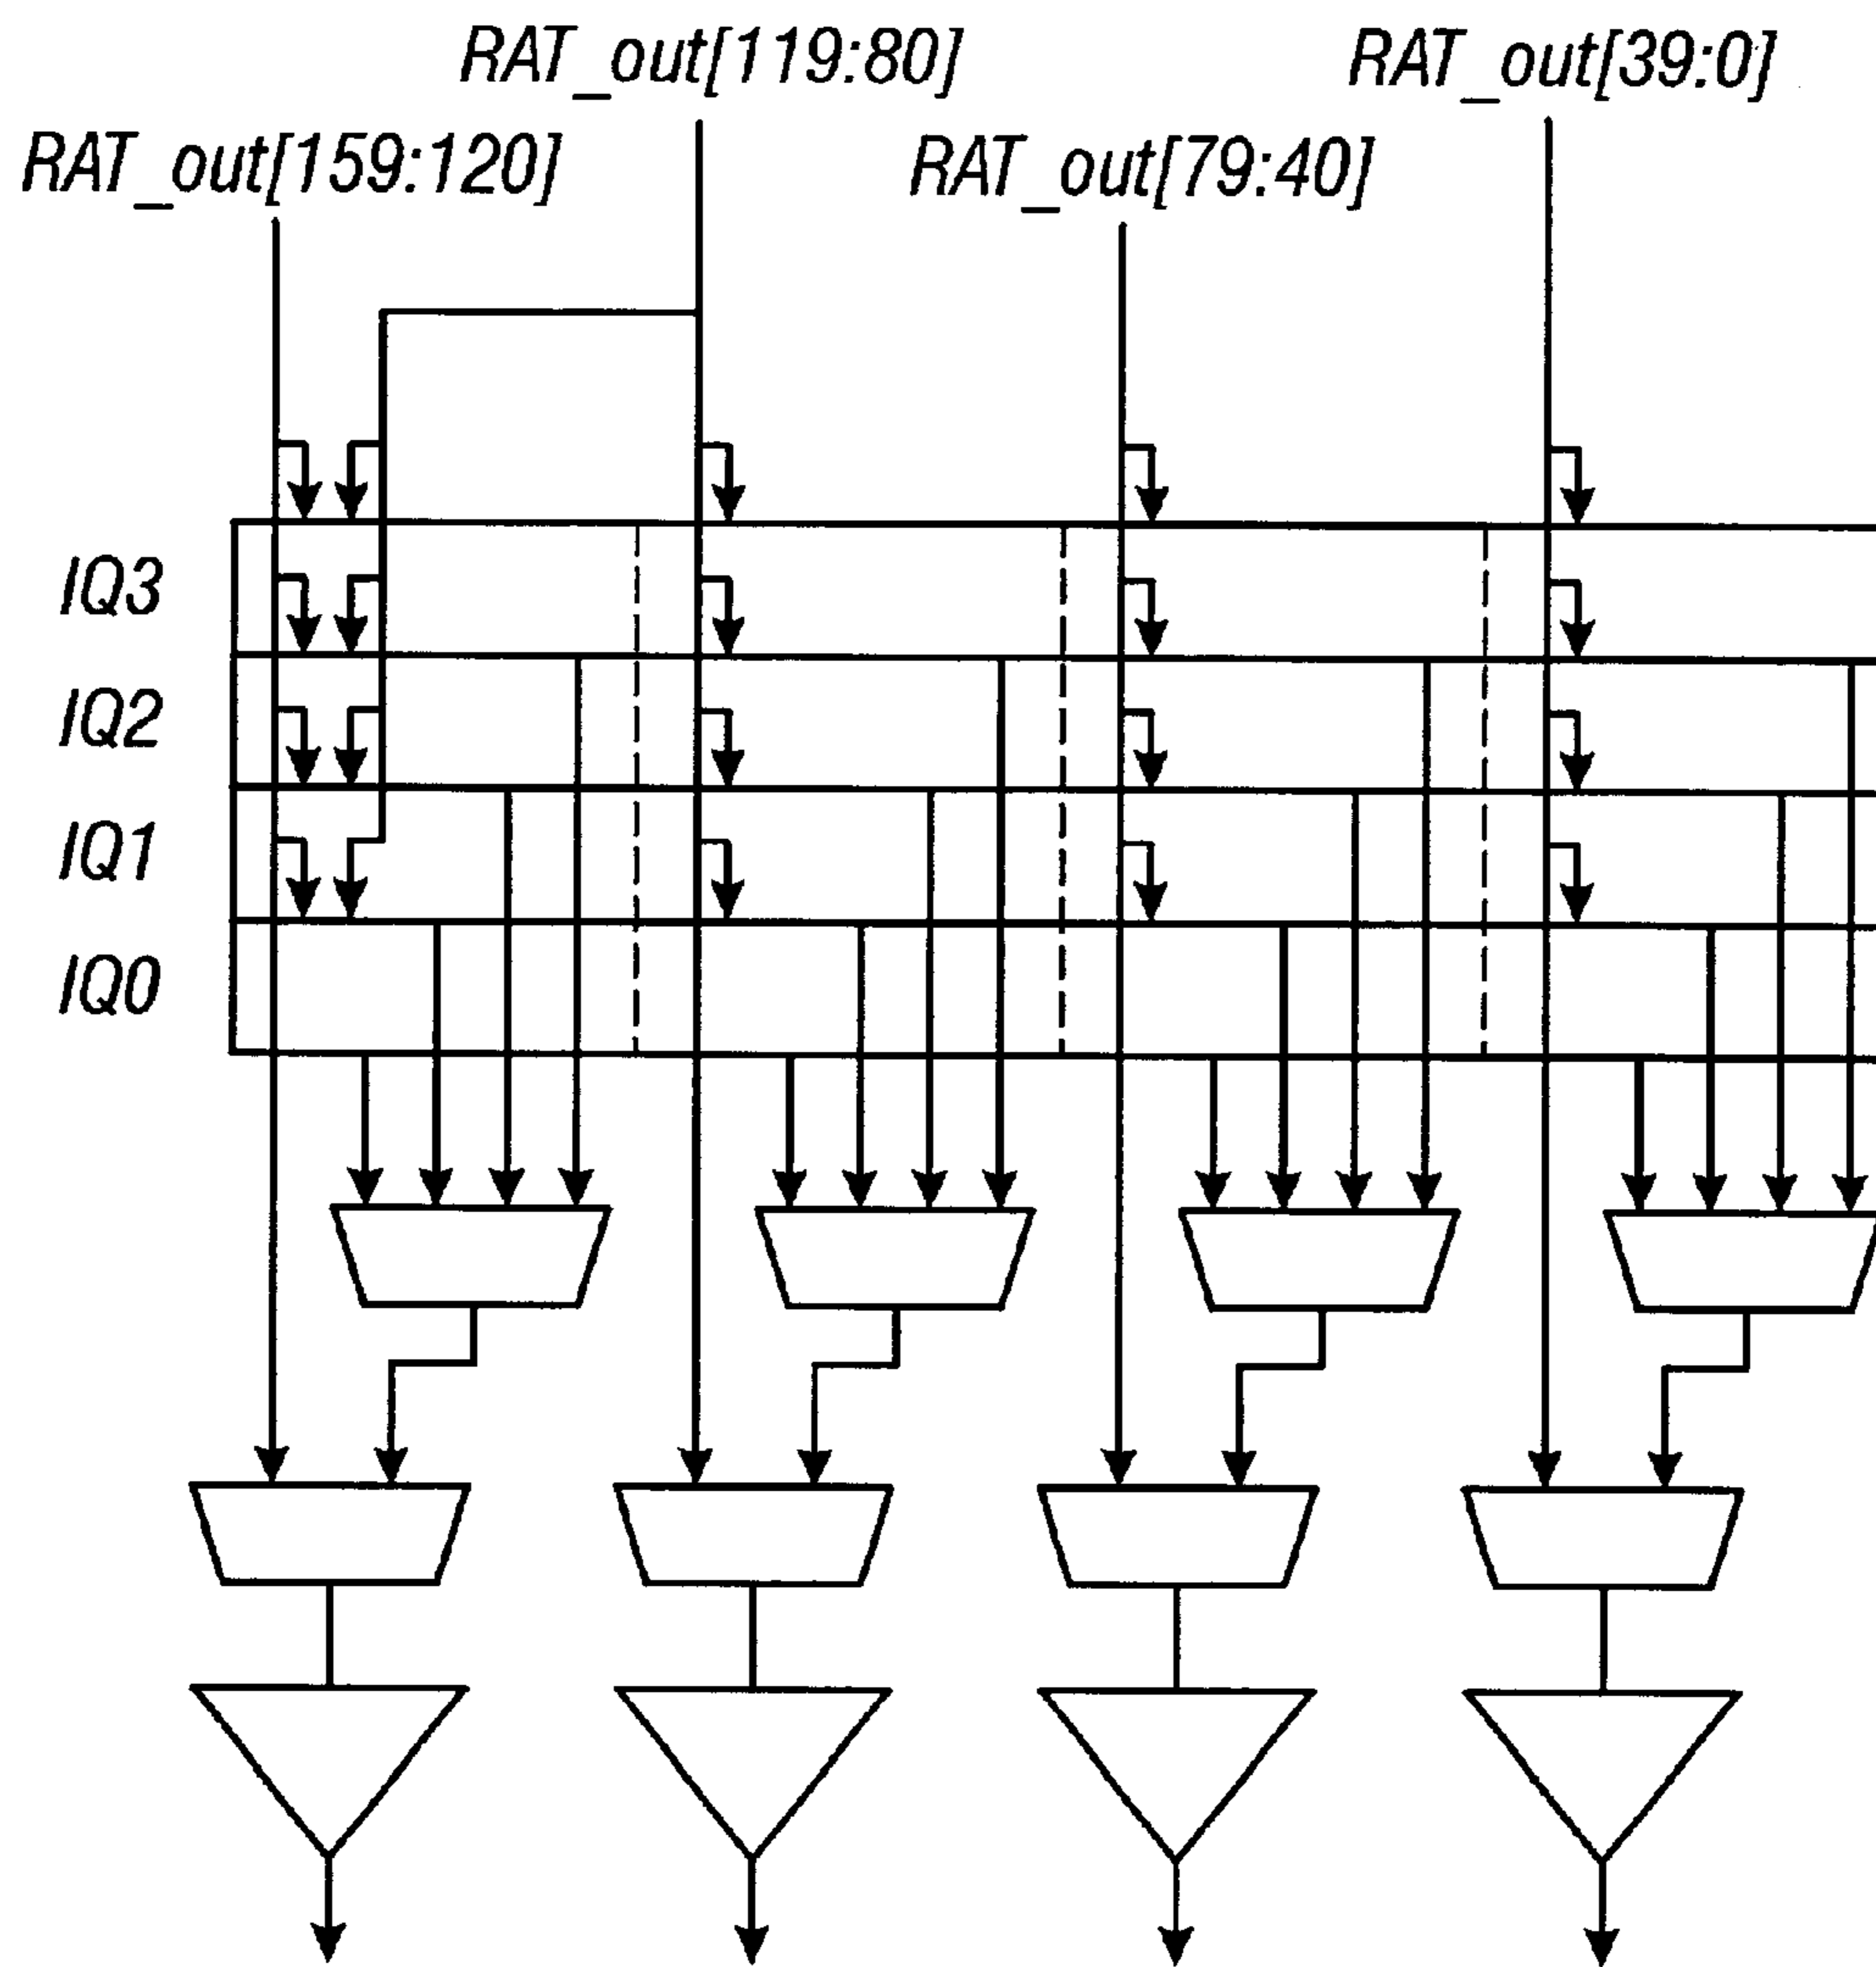 RAT_out[119:80]
RAT_out[39:0]
RAT_out[159:120]
RAT_out[79:40]
IQ3
IQ2
IQ1
IQ0